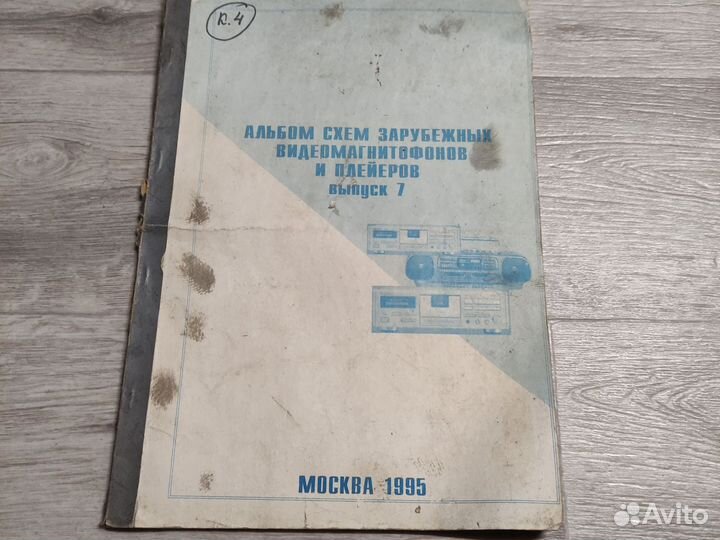 к.4
АЛЬБОМ СХЕМ ЗАРУБЕЖНЫХ
ВИДЕОМАГНИТОФОНОВ
И ПЛЕЙЕРОВ
выпуск 7
МОСКВА 1995
Avito